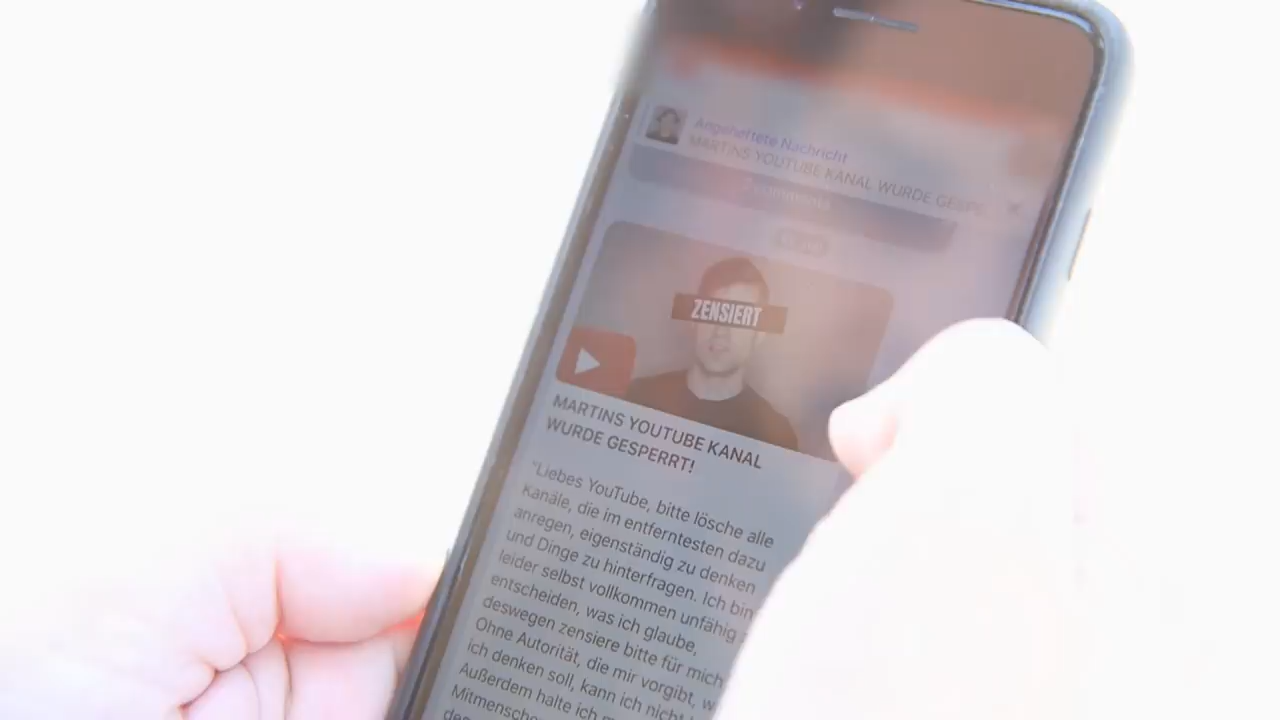 Angeheftete Nachricht
MARTINS YOUTUBE KANAL WURDE GESPE
ZENSIERT
MARTINS YOUTUBE KANAL
WURDE GESPERRT!
"Liebes YouTube, bitte lösche alle
Kanäle, die im entferntesten dazu
anregen, eigenständig zu denken
und Dinge zu hinterfragen. Ich bin
leider selbst vollkommen unfähig
entscheiden, was ich glaube,
deswegen zensiere bitte für mich
Ohne Autorität, die mir vorgibt, w
ich denken soll, kann ich nicht
Außerdem halte ich m
Mitmensche